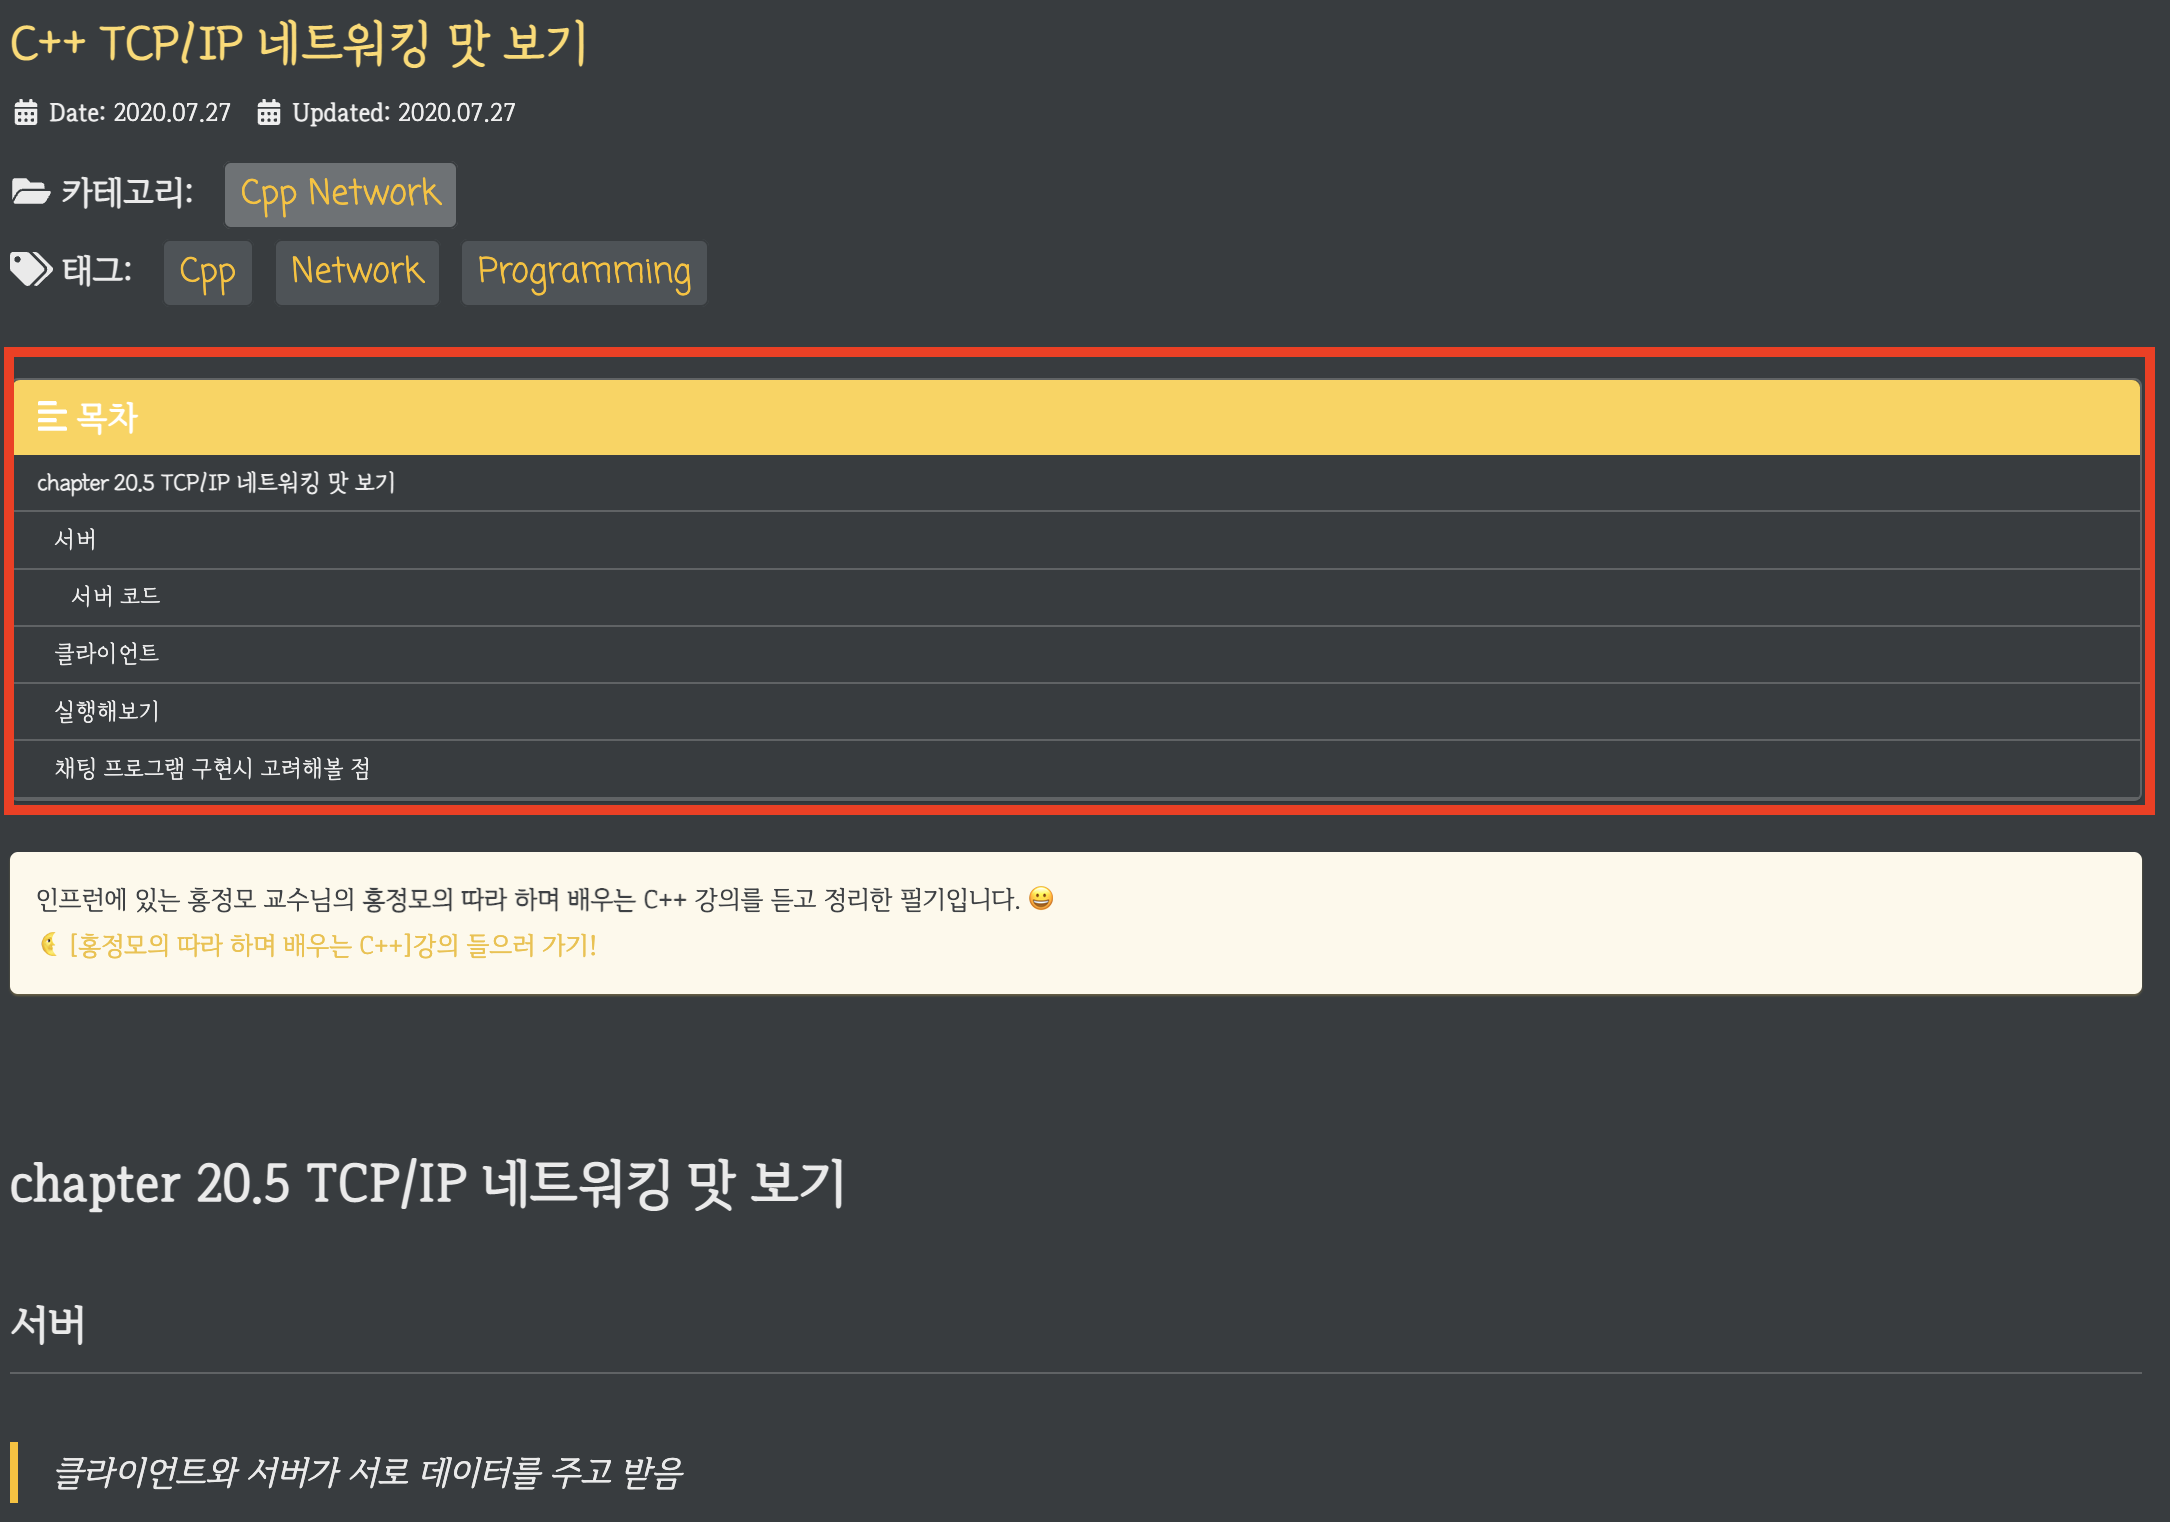 C++ TCP/IP 네트워킹 맛 보기
Date: 2020.07.27 Updated: 2020.07.27
카테고리: Cpp Network
태그: Cpp Network Programming
목차
chapter 20.5 TCP/IP 네트워킹 맛 보기
서버
서버 코드
클라이언트
실행해보기
채팅 프로그램 구현시 고려해볼 점
인프런에 있는 홍정모 교수님의 홍정모의 따라 하며 배우는 C++ 강의를 듣고 정리한 필기입니다. 😀
🌜 [홍정모의 따라 하며 배우는 C++]강의 들으러 가기!
chapter 20.5 TCP/IP 네트워킹 맛 보기
서버
클라이언트와 서버가 서로 데이터를 주고 받음